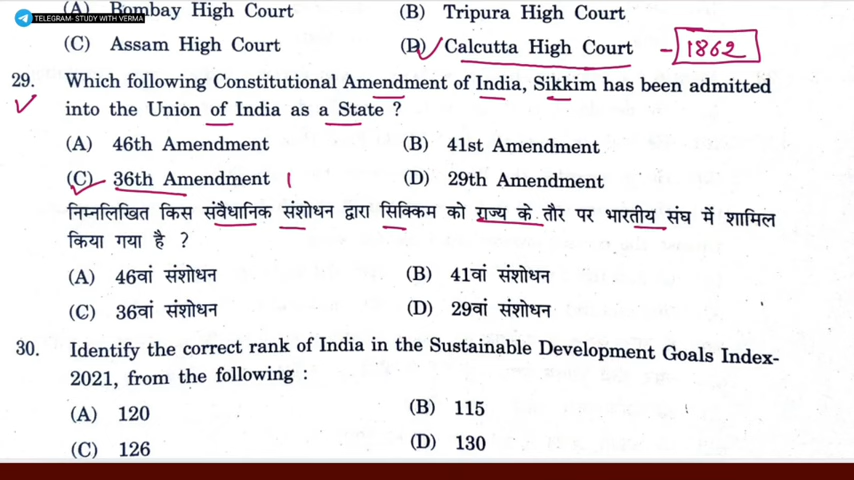 TELEGRAM- STUDY WITH VERMA
(A) Bombay High Court (B) Tripura High Court
(C) Assam High Court (D) Calcutta High Court - 1862
29. Which following Constitutional Amendment of India, Sikkim has been admitted
into the Union of India as a State ?
(A) 46th Amendment (B) 41st Amendment
(C) 36th Amendment (D) 29th Amendment
निम्नलिखित किस संवैधानिक संशोधन द्वारा सिक्किम को राज्य के तौर पर भारतीय संघ में शामिल
किया गया है ?
(A) 46वां संशोधन (B) 41वां संशोधन
(C) 36वां संशोधन (D) 29वां संशोधन
30. Identify the correct rank of India in the Sustainable Development Goals Index-
2021, from the following :
(A) 120 (B) 115
(C) 126 (D) 130